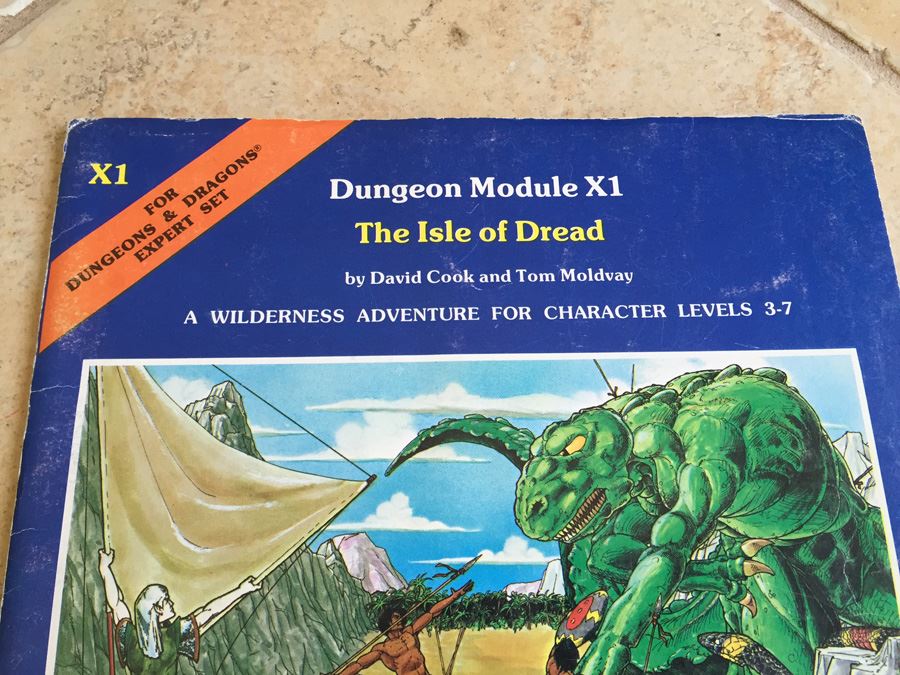 X1
FOR
DUNGEONS & DRAGONS®
EXPERT SET
Dungeon Module X1
The Isle of Dread
by David Cook and Tom Moldvay
A WILDERNESS ADVENTURE FOR CHARACTER LEVELS 3-7